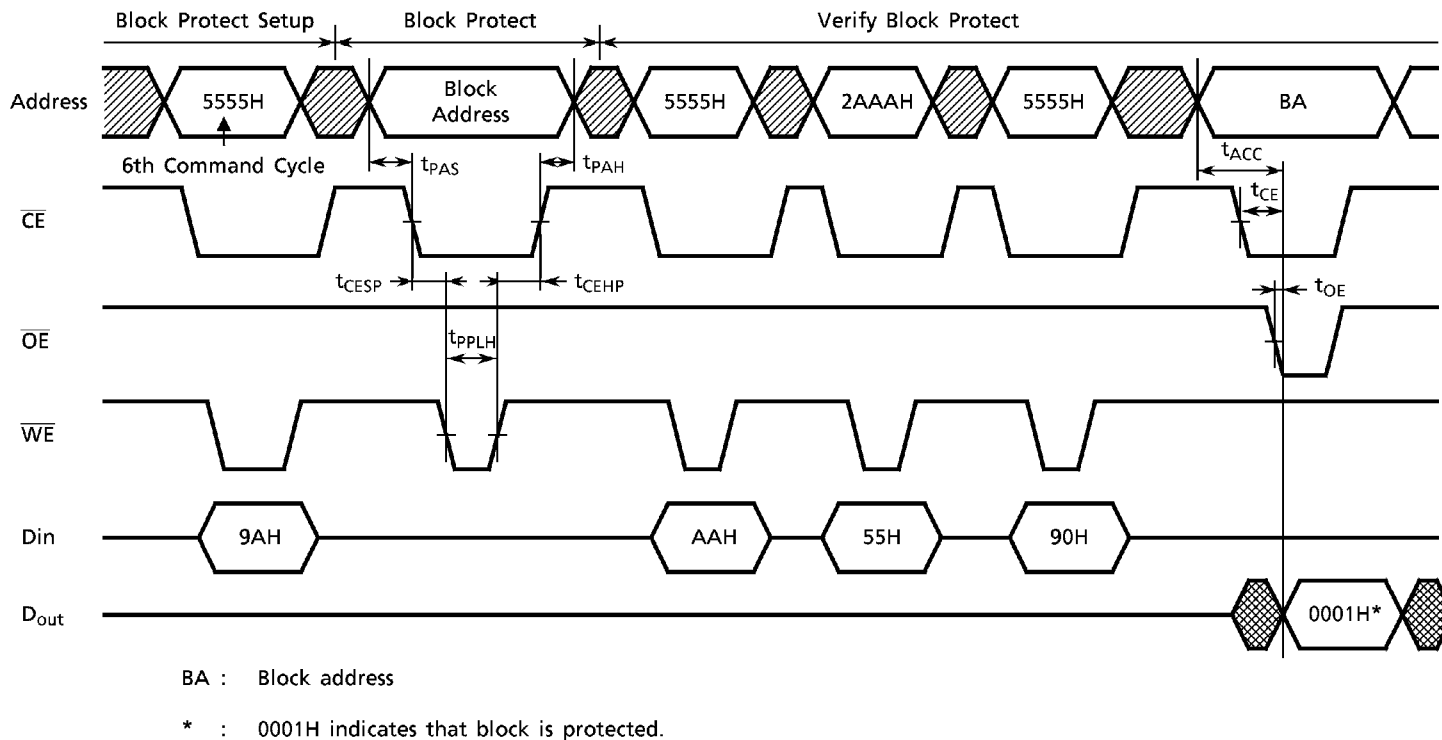 Block Protect Setup Block Protect Verify Block Protect
Address 5555H Block Address 5555H 2AAAH 5555H BA
6th Command Cycle tPAS tPAH tACC
CE tCE
tCESP tCEHP tOE
OE tPPLH
WE
Din 9AH AAH 55H 90H
Dout 0001H*
BA : Block address
* : 0001H indicates that block is protected.